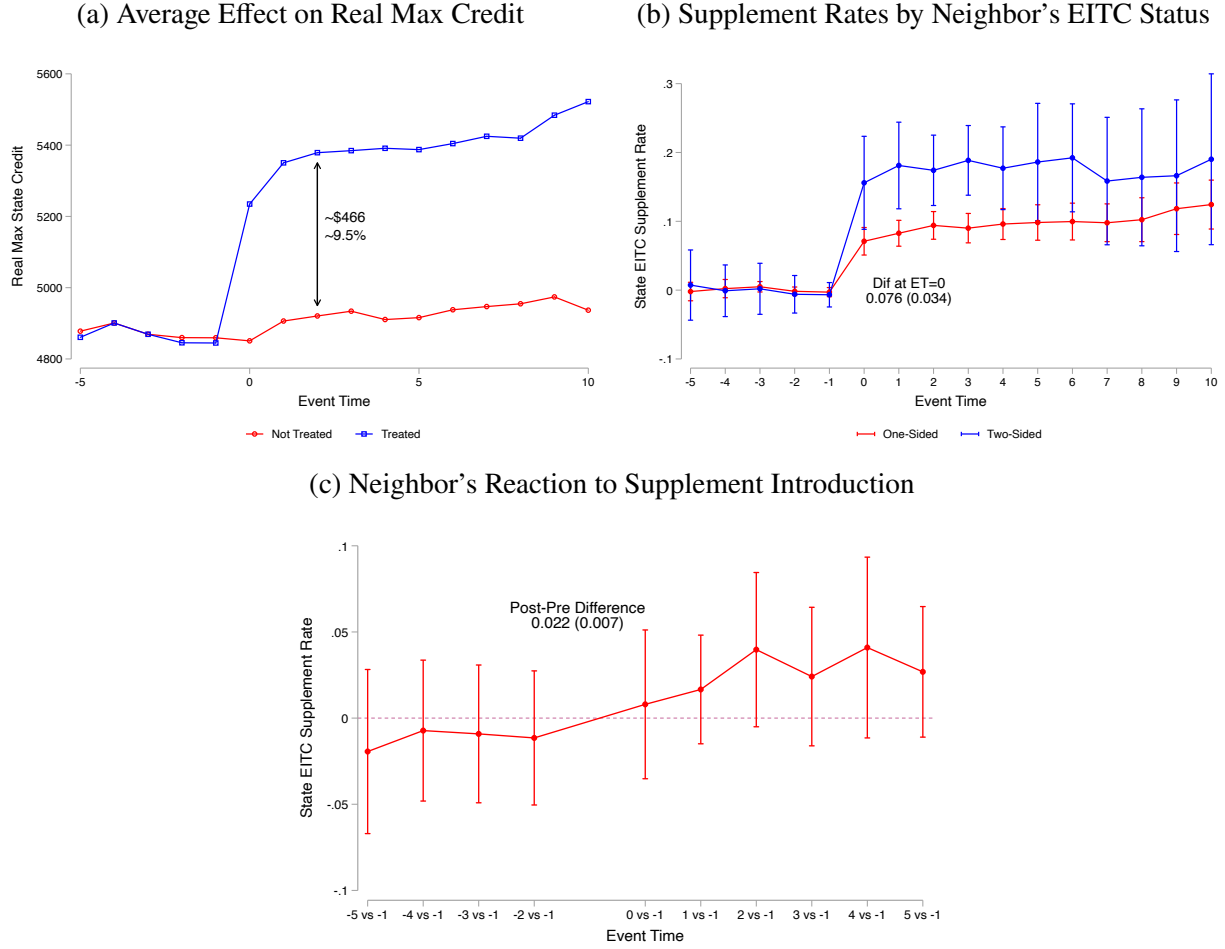 (a) Average Effect on Real Max Credit
5600
5400
5200
5000
4800
Real Max State Credit
~$466
~9.5%
-5
0
5
10
Event Time
Not Treated
Treated
(b) Supplement Rates by Neighbor's EITC Status
.3
.2
.1
0
-.1
State EITC Supplement Rate
Dif at ET=0
0.076 (0.034)
-5 -4 -3 -2 -1 0 1 2 3 4 5 6 7 8 9 10
Event Time
One-Sided
Two-Sided
(c) Neighbor's Reaction to Supplement Introduction
.1
.05
0
-.05
-.1
State EITC Supplement Rate
Post-Pre Difference
0.022 (0.007)
-5 vs -1 -4 vs -1 -3 vs -1 -2 vs -1 0 vs -1 1 vs -1 2 vs -1 3 vs -1 4 vs -1 5 vs -1
Event Time